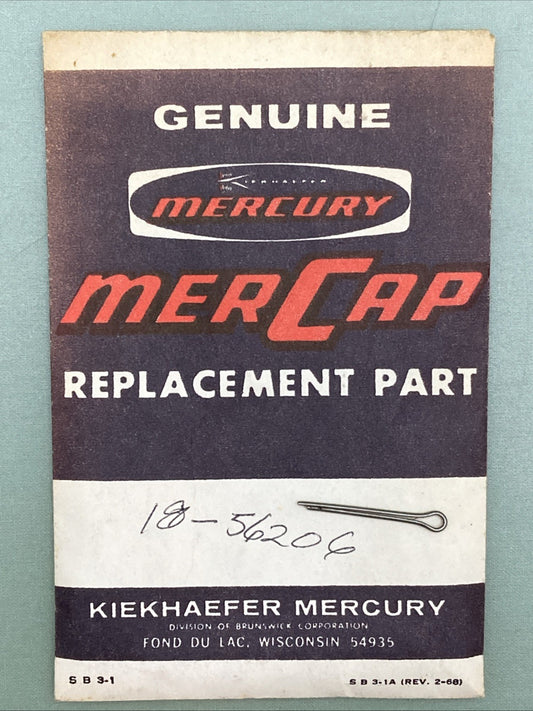 GENUINE
KIEKHAEFER
MERCURY
MERCAP
REPLACEMENT PART
18-56206
KIEKHAEFER MERCURY
DIVISION OF BRUNSWICK CORPORATION
FOND DU LAC, WISCONSIN 54935
S B 3-1
S B 3-1A (REV. 2-68)